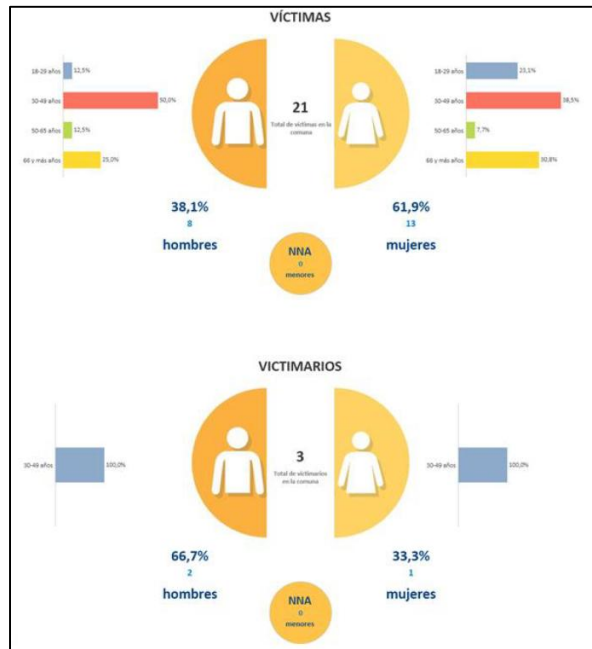 VÍCTIMAS
18-29 años 12,5%
30-49 años 50,0%
50-65 años 12,5%
66 y más años 25,0%
21
Total de víctimas en la
comuna
18-29 años 23,1%
30-49 años 38,5%
50-65 años 7,7%
66 y más años 30,8%
38,1%
8
hombres
61,9%
13
mujeres
NNA
0
menores
VICTIMARIOS
30-49 años 100,0%
3
Total de victimarios
en la comuna
30-49 años 100,0%
66,7%
2
hombres
33,3%
1
mujeres
NNA
0
menores